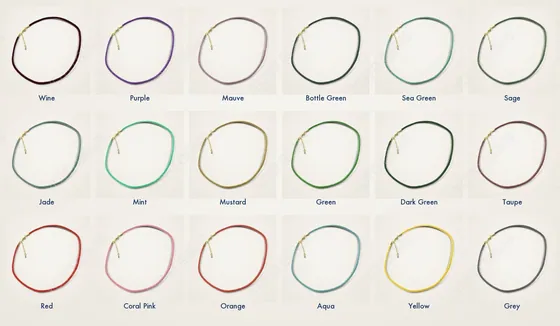 Wine
Purple
Mauve
Bottle Green
Sea Green
Sage
Jade
Mint
Mustard
Green
Dark Green
Taupe
Red
Coral Pink
Orange
Aqua
Yellow
Grey